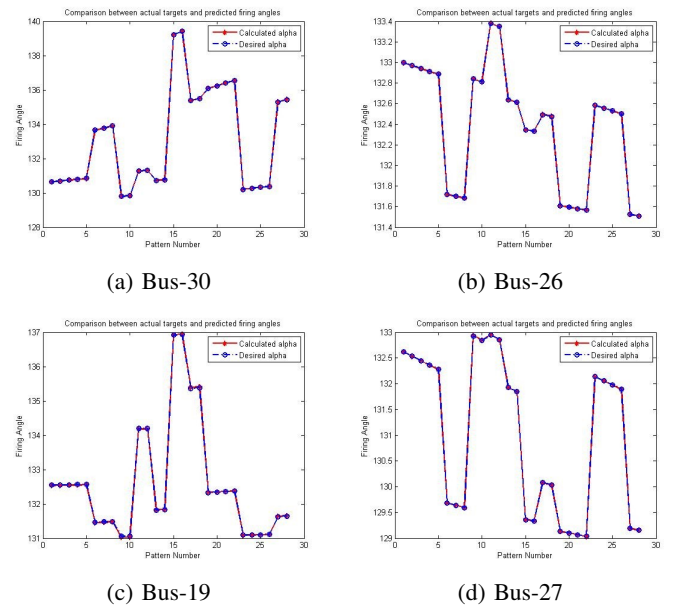 Comparison between actual targets and predicted firing angles
Comparison between actual targets and predicted firing angles
140
138
136
134
132
130
128
Firing Angle
Calculated alpha
Desired alpha
0 5 10 15 20 25 30
Pattern Number
133.4
133.2
133
132.8
132.6
132.4
132.2
132
131.8
131.6
131.4
Firing Angle
Calculated alpha
Desired alpha
0 5 10 15 20 25 30
Pattern Number
(a) Bus-30
(b) Bus-26
Comparison between actual targets and predicted firing angles
Comparison between actual targets and predicted firing angles
137
136
135
134
133
132
131
Firing Angle
Calculated alpha
Desired alpha
0 5 10 15 20 25 30
Pattern Number
133
132.5
132
131.5
131
130.5
130
129.5
129
Firing Angle
Calculated alpha
Desired alpha
0 5 10 15 20 25 30
Pattern Number
(c) Bus-19
(d) Bus-27